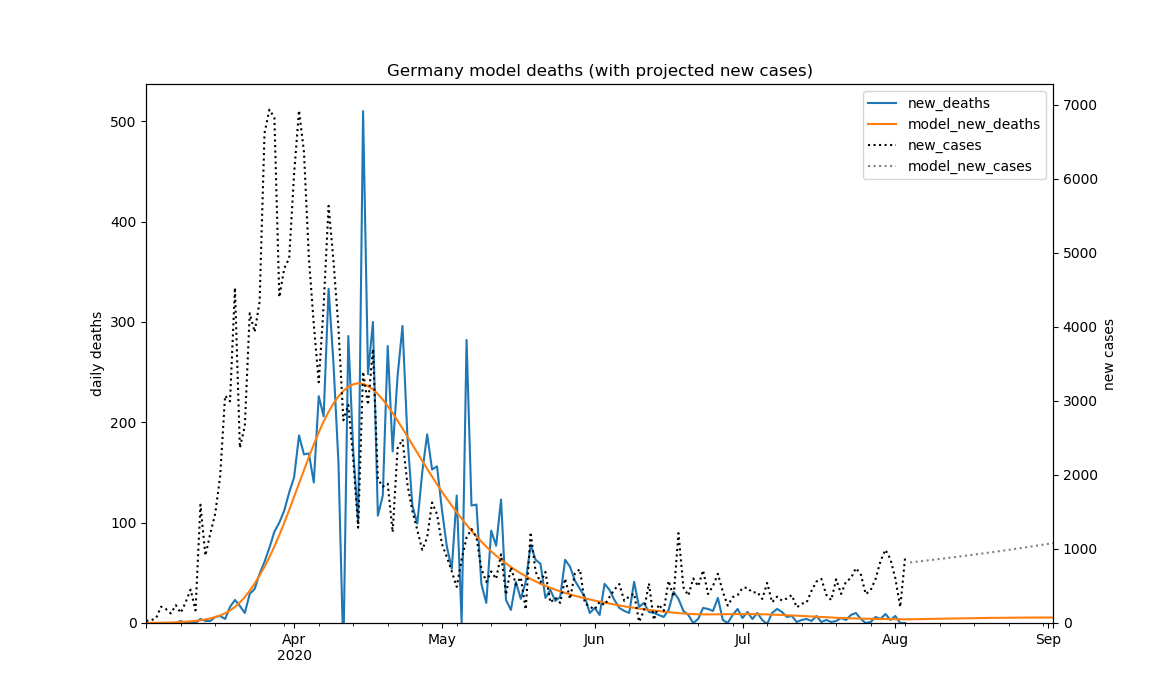 Germany model deaths (with projected new cases)
new_deaths
model_new_deaths
new_cases
model_new_cases
500
400
300
200
100
0
daily deaths
7000
6000
5000
4000
3000
2000
1000
0
new cases
Apr
2020
May
Jun
Jul
Aug
Sep